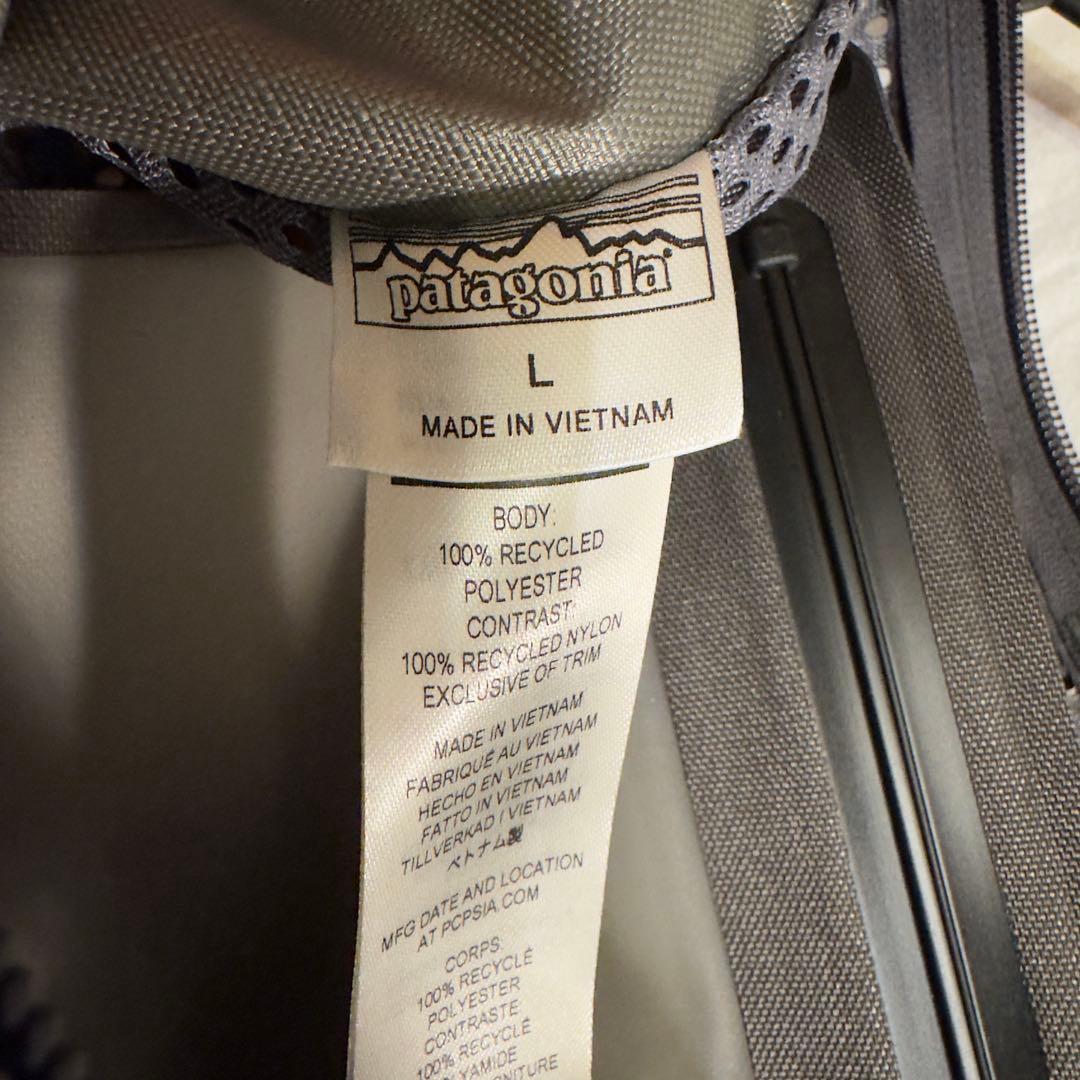 patagonia
L
MADE IN VIETNAM
BODY:
100% RECYCLED
POLYESTER
CONTRAST:
100% RECYCLED NYLON
EXCLUSIVE OF TRIM
MADE IN VIETNAM
FABRIQUÉ AU VIETNAM
HECHO EN VIETNAM
FATTO IN VIETNAM
TILLVERKAD I VIETNAM
ベトナム製
MFG DATE AND LOCATION
AT PCPSIA.COM
CORPS:
100% RECYCLÉ
POLYESTER
CONTRASTE:
100% RECYCLÉ